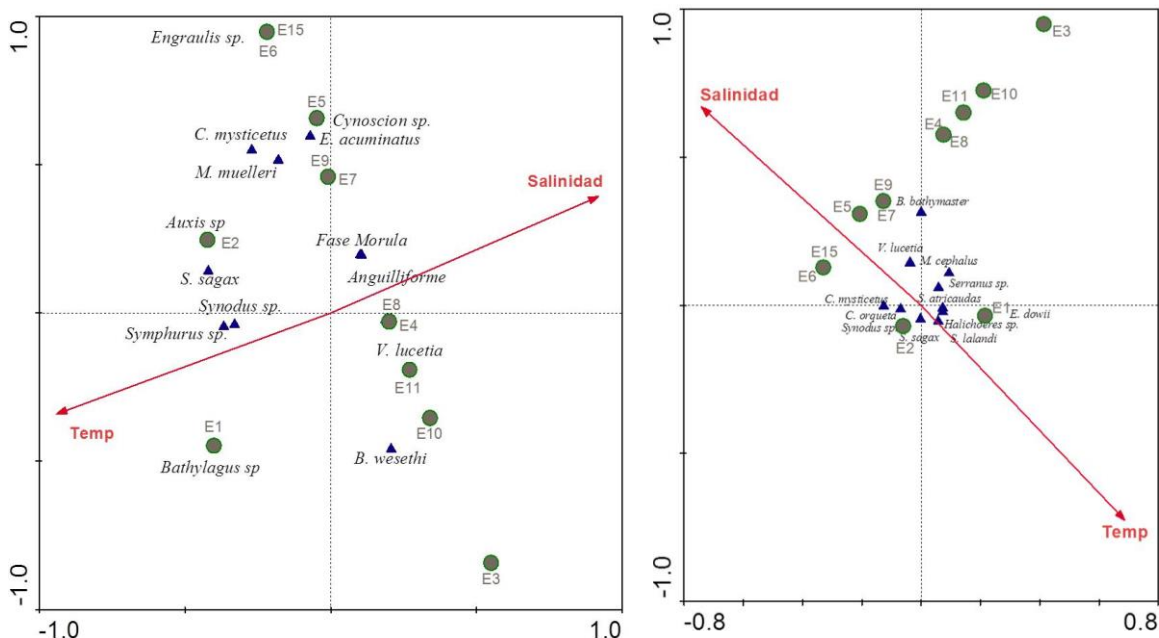 1.0
E15
Engraulis sp.
E6
E5
Cynoscion sp.
E. acuminatus
C. mysticetus
E9
M. muelleri
E7
Salinidad
Auxis sp
E2
Fase Morula
S. sagax
Anguilliforme
Synodus sp.
E8
Symphurus sp.
E4
V. lucetia
E11
Temp
E1
E10
Bathylagus sp
B. wesethi
E3
-1.0
-1.0
1.0
1.0
E3
Salinidad
E10
E11
E4
E8
E9
B. bathymaster
E5
E7
V. lucetia
M. cephalus
E15
E6
Serranus sp.
C. mysticetus
S. atricaudas
C. orqueta
E1
E. dowii
Synodus sp
Halichoeres sp.
S. sagax
S. lalandi
E2
Temp
-1.0
-0.8
0.8